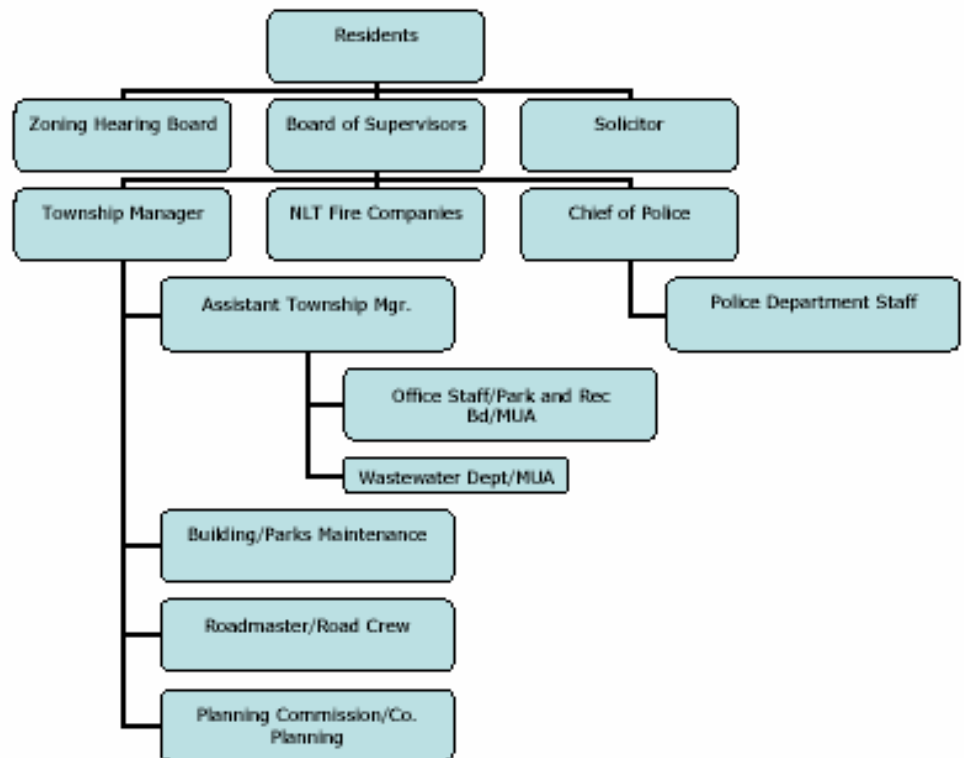 Residents
Zoning Hearing Board
Board of Supervisors
Solicitor
Township Manager
NLT Fire Companies
Chief of Police
Assistant Township Mgr.
Police Department Staff
Office Staff/Park and Rec
Bd/MUA
Wastewater Dept/MUA
Building/Parks Maintenance
Roadmaster/Road Crew
Planning Commission/Co.
Planning